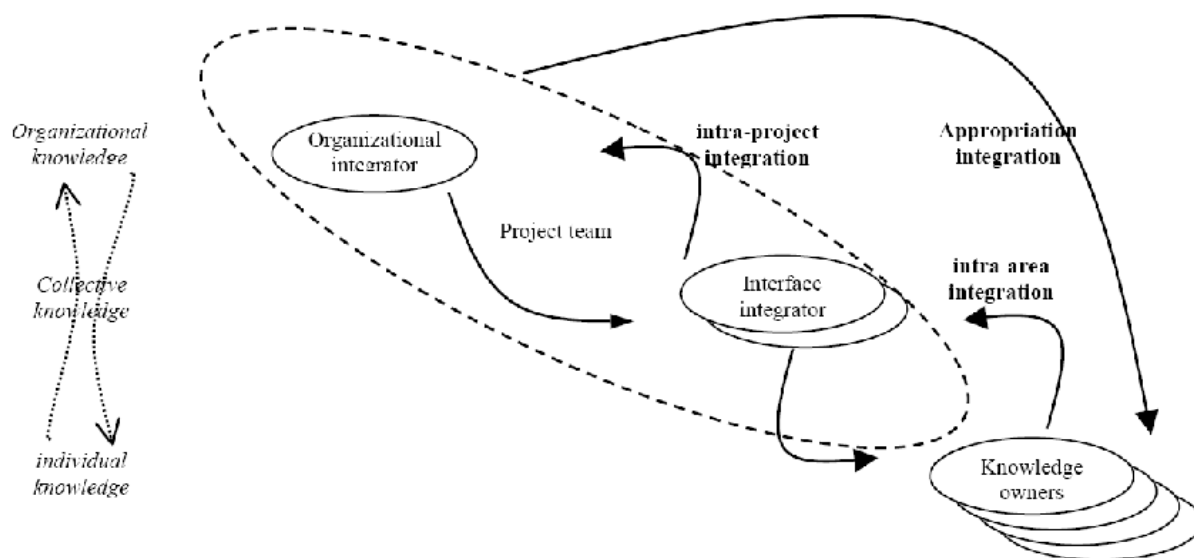 Organizational
knowledge
Collective
knowledge
individual
knowledge
Organizational
integrator
Project team
intra-project
integration
Interface
integrator
Appropriation
integration
intra area
integration
Knowledge
owners